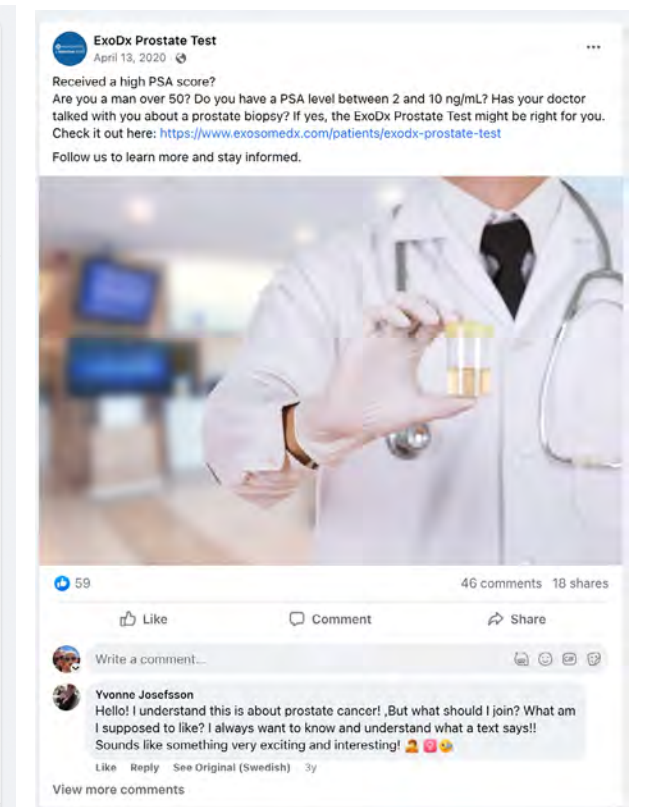 ExoDx Prostate Test
April 13, 2020
Received a high PSA score?
Are you a man over 50? Do you have a PSA level between 2 and 10 ng/mL? Has your doctor
talked with you about a prostate biopsy? If yes, the ExoDx Prostate Test might be right for you.
Check it out here: https://www.exosomedx.com/patients/exodx-prostate-test
Follow us to learn more and stay informed.
59
46 comments 18 shares
Like Comment Share
Write a comment...
GIF
Yvonne Josefsson
Hello! I understand this is about prostate cancer! ,But what should I join? What am
I supposed to like? I always want to know and understand what a text says!!
Sounds like something very exciting and interesting!
Like Reply See Original (Swedish) 3y
View more comments